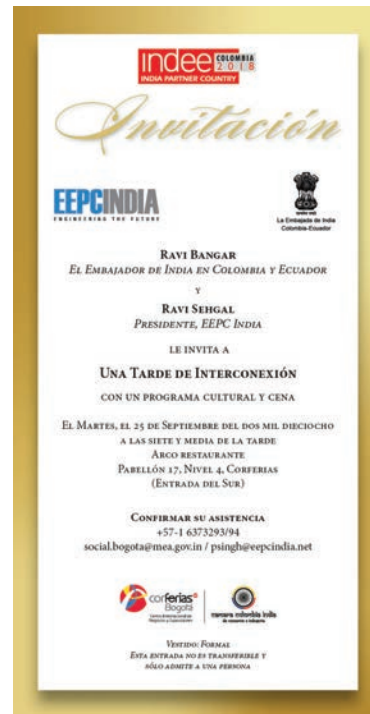 indee COLOMBIA
2018
INDIA PARTNER COUNTRY
Invitación
EEPCINDIA
ENGINEERING THE FUTURE
La Embajada de India
Colombia-Ecuador
RAVI BANGAR
EL EMBAJADOR DE INDIA EN COLOMBIA Y ECUADOR
Y
RAVI SEHGAL
PRESIDENTE, EEPC INDIA
LE INVITA A
UNA TARDE DE INTERCONEXIÓN
CON UN PROGRAMA CULTURAL Y CENA
EL MARTES, EL 25 DE SEPTIEMBRE DEL DOS MIL DIECIOCHO
A LAS SIETE Y MEDIA DE LA TARDE
ARCO RESTAURANTE
PABELLÓN 17, NIVEL 4, CORFERIAS
(ENTRADA DEL SUR)
CONFIRMAR SU ASISTENCIA
+57-1 6373293/94
social.bogota@mea.gov.in / psingh@eepcindia.net
corferias
Bogotá
camara colombia india
VESTIDO: FORMAL
ESTA ENTRADA NO ES TRANSFERIBLE Y
SÓLO ADMITE A UNA PERSONA